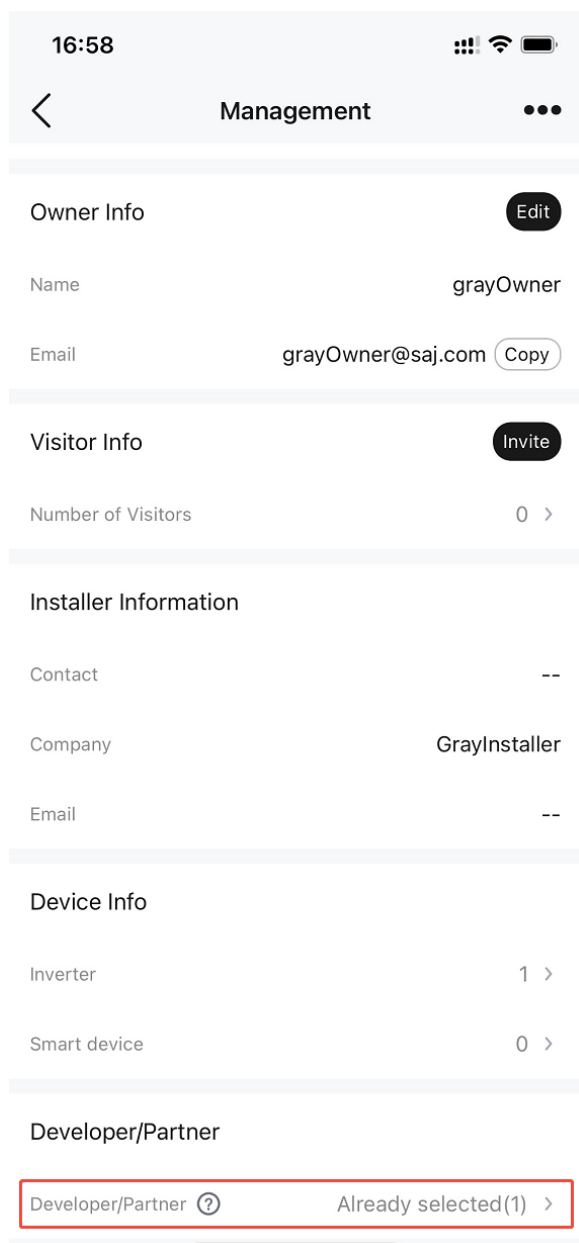 16:58
Management
Owner Info Edit
Name grayOwner
Email grayOwner@saj.com Copy
Visitor Info Invite
Number of Visitors 0
Installer Information
Contact --
Company GrayInstaller
Email --
Device Info
Inverter 1
Smart device 0
Developer/Partner
Developer/Partner ? Already selected(1)